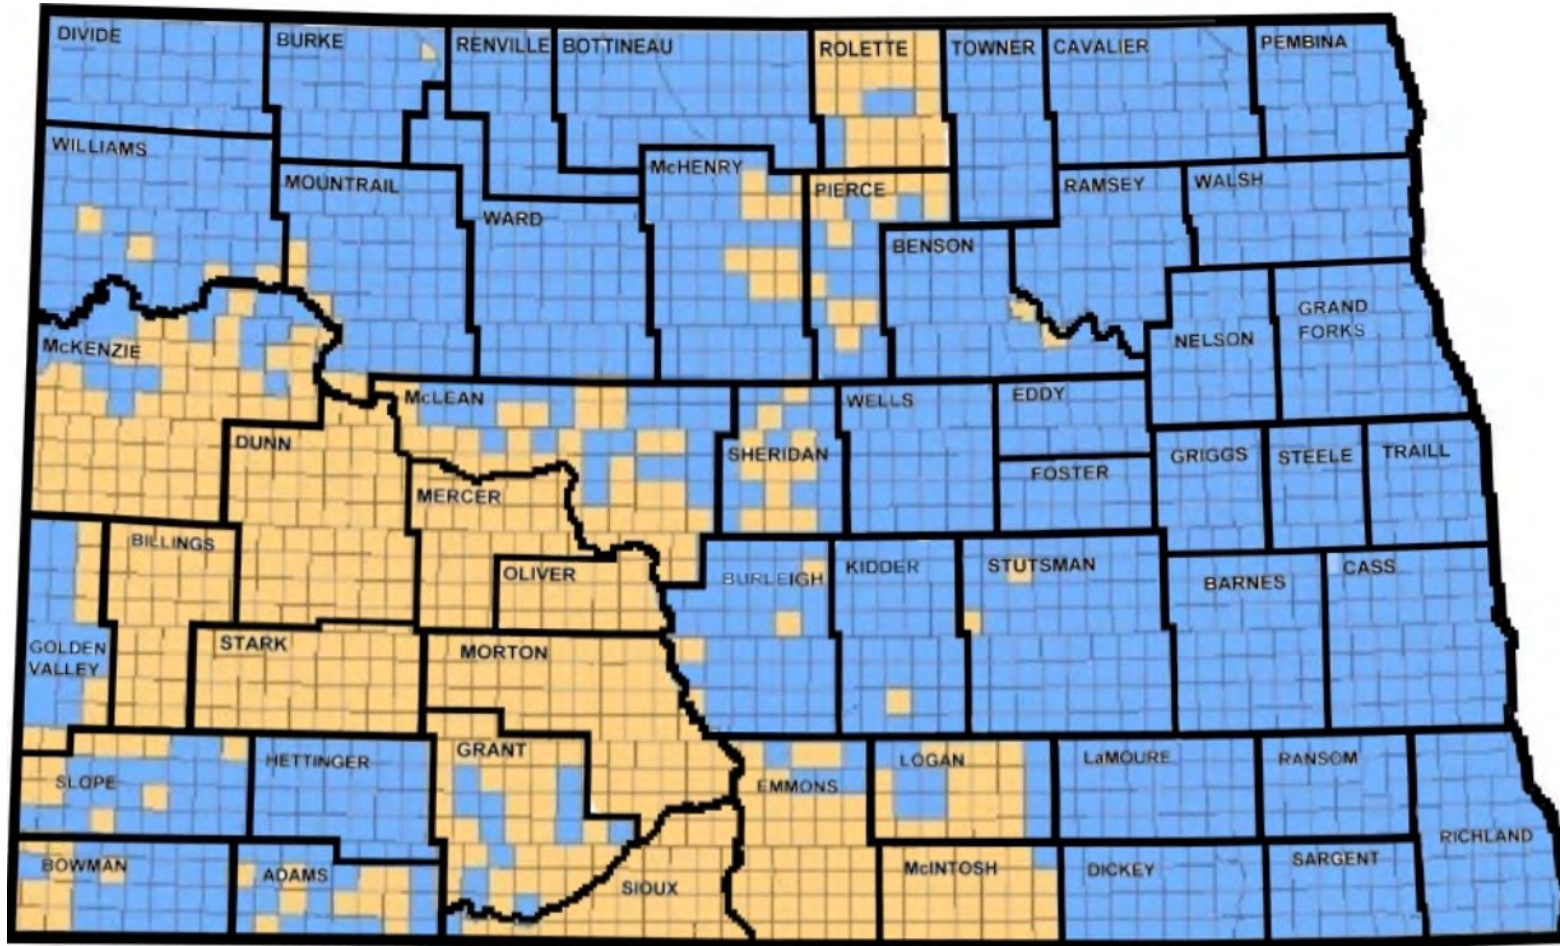 DIVIDE
BURKE
RENVILLE
BOTTINEAU
ROLETTE
TOWNER
CAVALIER
PEMBINA
WILLIAMS
MOUNTRAIL
WARD
McHENRY
PIERCE
BENSON
RAMSEY
WALSH
McKENZIE
NELSON
GRAND
FORKS
DUNN
McLEAN
MERCER
SHERIDAN
WELLS
EDDY
FOSTER
GRIGGS
STEELE
TRAILL
BILLINGS
OLIVER
BURLEIGH
KIDDER
STUTSMAN
BARNES
CASS
GOLDEN
VALLEY
STARK
MORTON
SLOPE
HETTINGER
GRANT
EMMONS
LOGAN
LaMOURE
RANSOM
RICHLAND
BOWMAN
ADAMS
SIOUX
McINTOSH
DICKEY
SARGENT